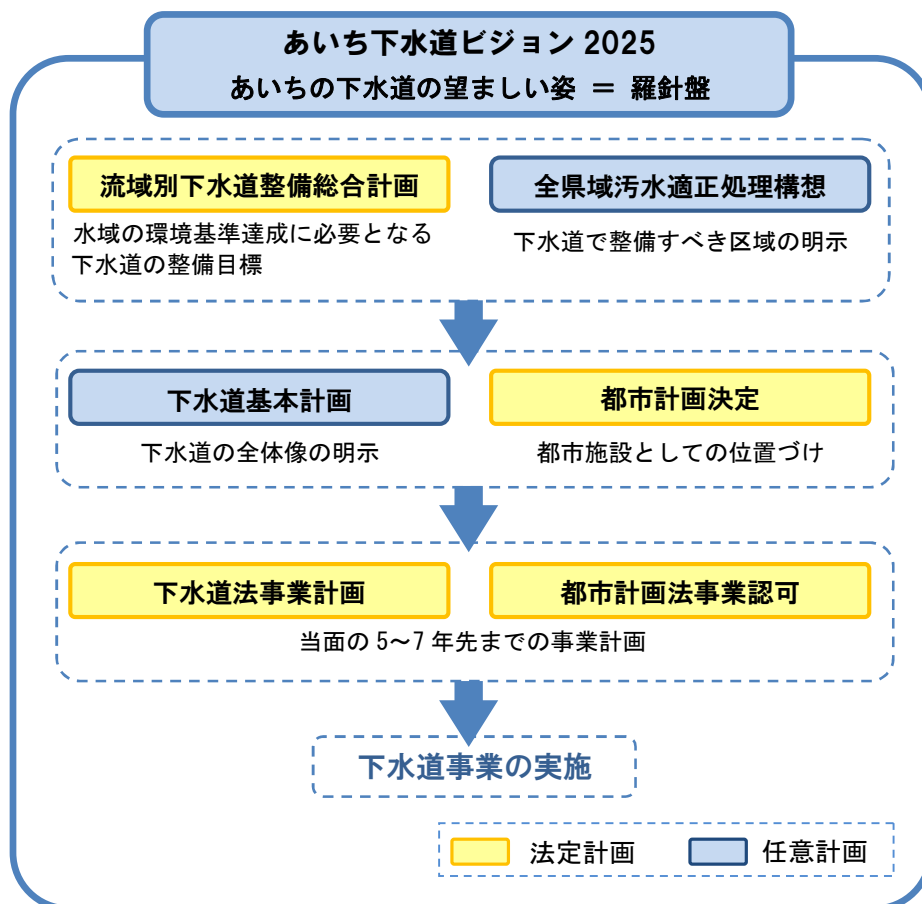 あいち下水道ビジョン 2025
あいちの下水道の望ましい姿 = 羅針盤
流域別下水道整備総合計画
水域の環境基準達成に必要となる
下水道の整備目標
全県域汚水適正処理構想
下水道で整備すべき区域の明示
下水道基本計画
下水道の全体像の明示
都市計画決定
都市施設としての位置づけ
下水道法事業計画
都市計画法事業認可
当面の 5～7 年先までの事業計画
下水道事業の実施
法定計画
任意計画